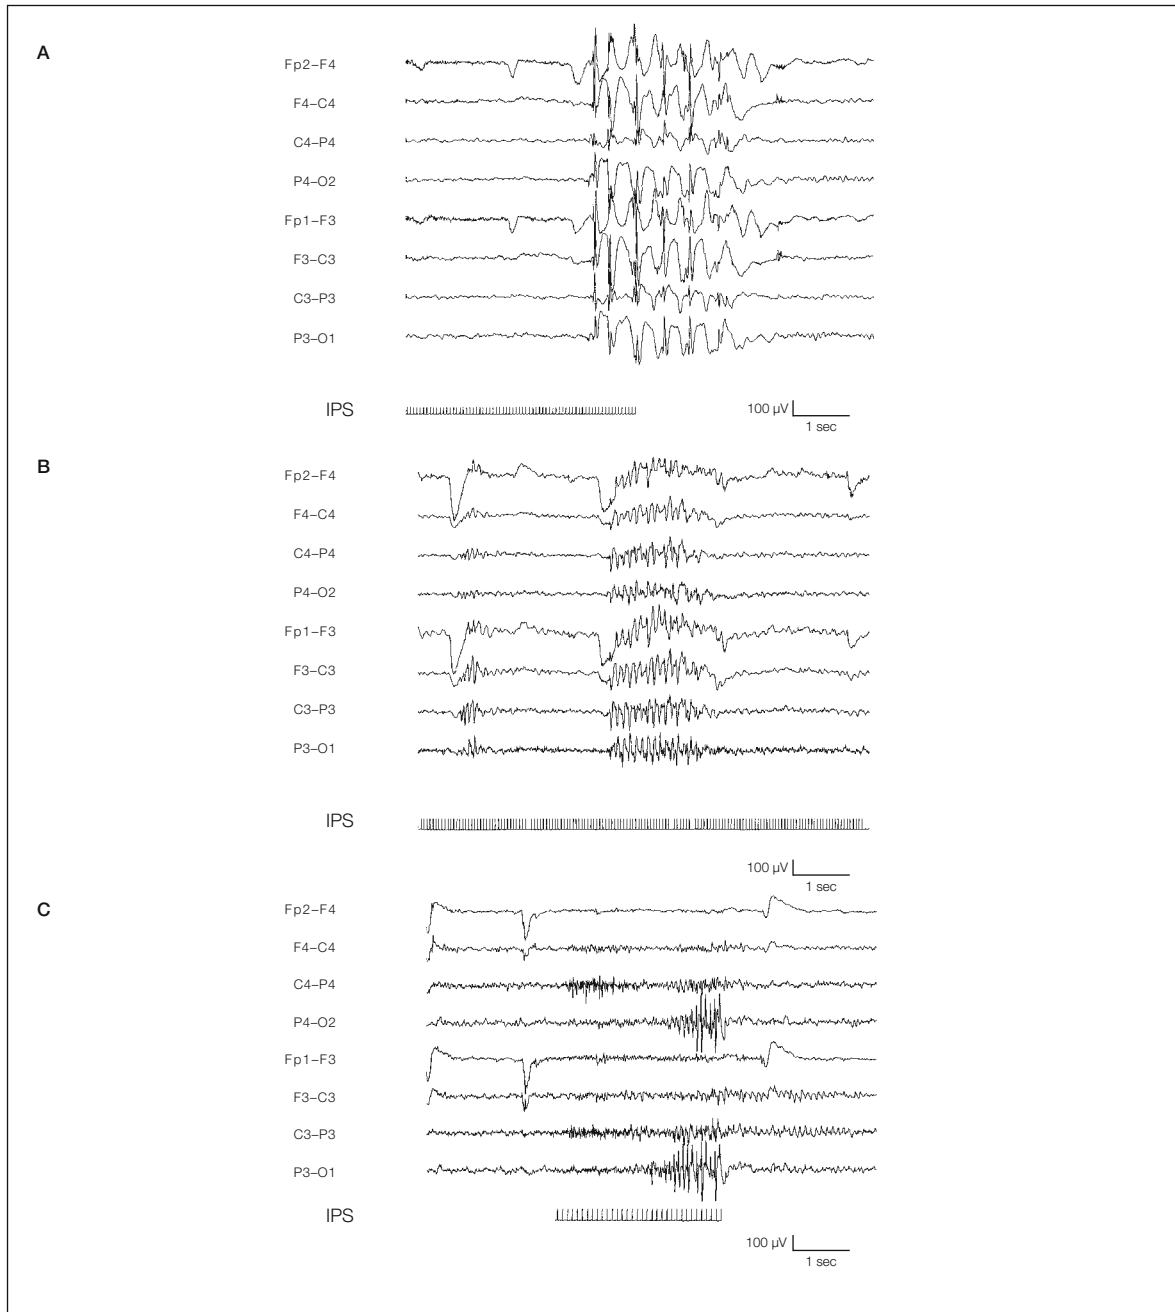 A
Fp2–F4
F4–C4
C4–P4
P4–O2
Fp1–F3
F3–C3
C3–P3
P3–O1
IPS
100 µV
1 sec
B
Fp2–F4
F4–C4
C4–P4
P4–O2
Fp1–F3
F3–C3
C3–P3
P3–O1
IPS
100 µV
1 sec
C
Fp2–F4
F4–C4
C4–P4
P4–O2
Fp1–F3
F3–C3
C3–P3
P3–O1
IPS
100 µV
1 sec